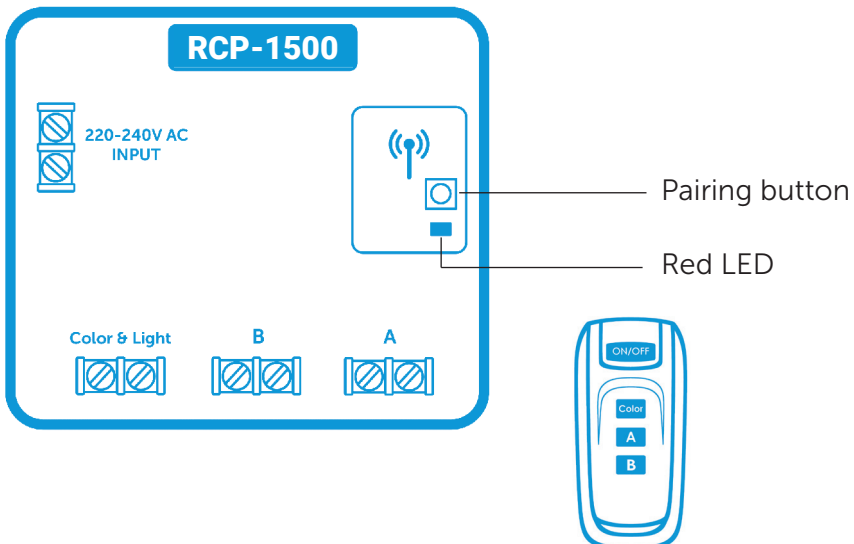 RCP-1500
220-240V AC
INPUT
Pairing button
Red LED
Color & Light
B
A
ON/OFF
Color
A
B